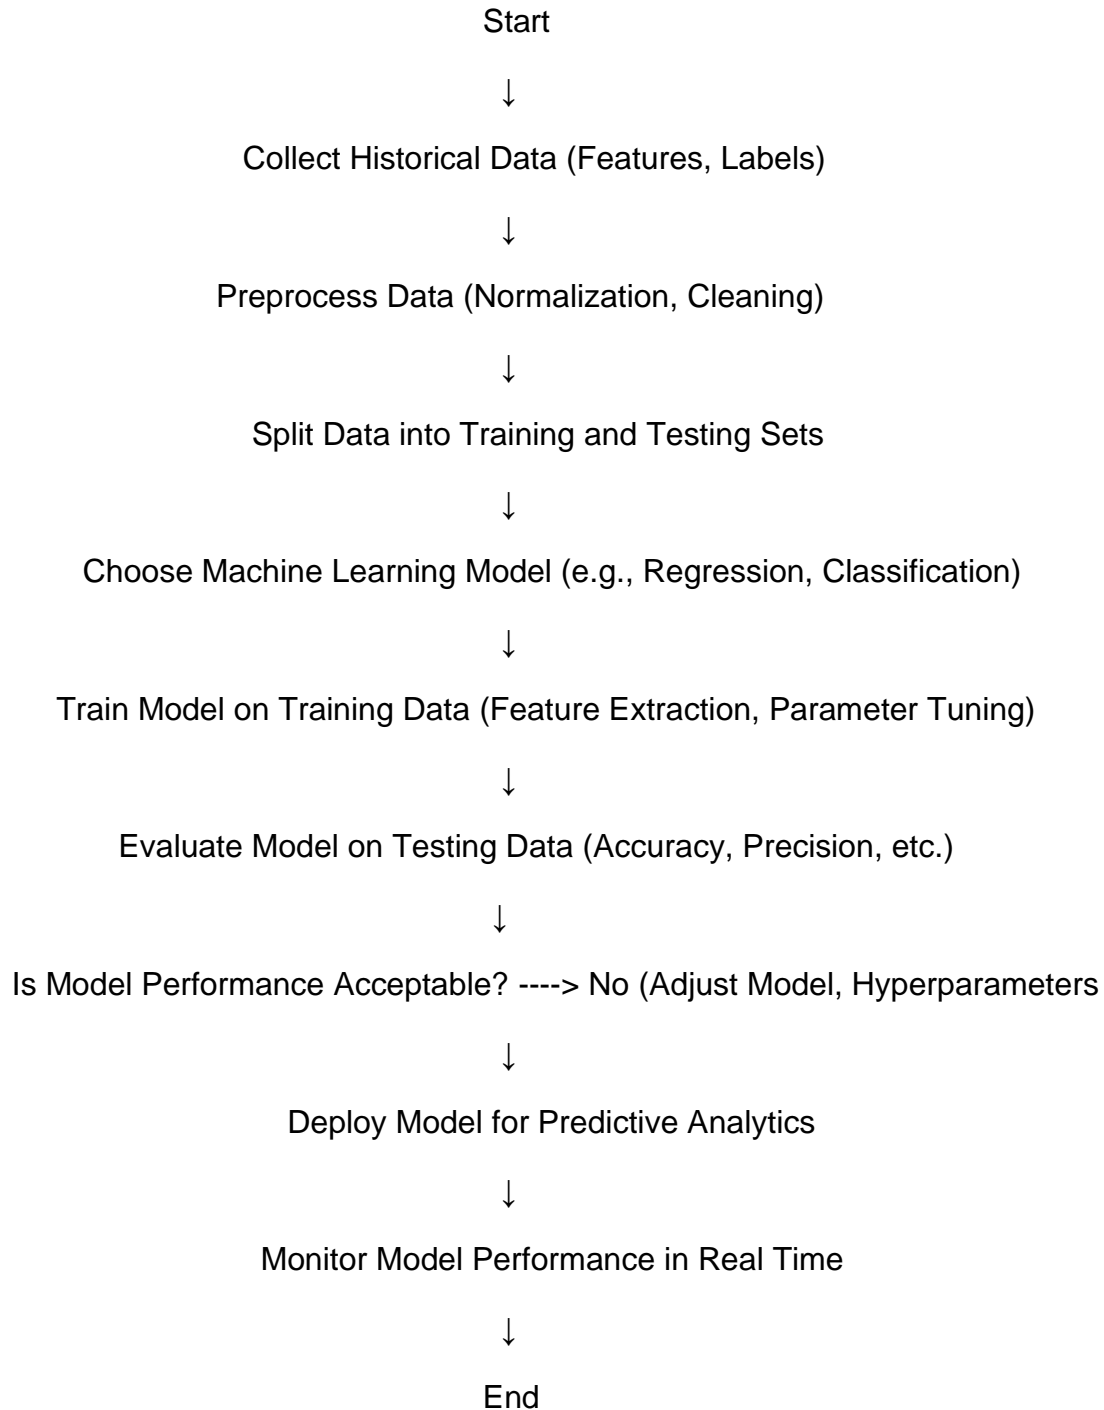 Start
↓
Collect Historical Data (Features, Labels)
↓
Preprocess Data (Normalization, Cleaning)
↓
Split Data into Training and Testing Sets
↓
Choose Machine Learning Model (e.g., Regression, Classification)
↓
Train Model on Training Data (Feature Extraction, Parameter Tuning)
↓
Evaluate Model on Testing Data (Accuracy, Precision, etc.)
↓
Is Model Performance Acceptable? ----> No (Adjust Model, Hyperparameters
↓
Deploy Model for Predictive Analytics
↓
Monitor Model Performance in Real Time
↓
End